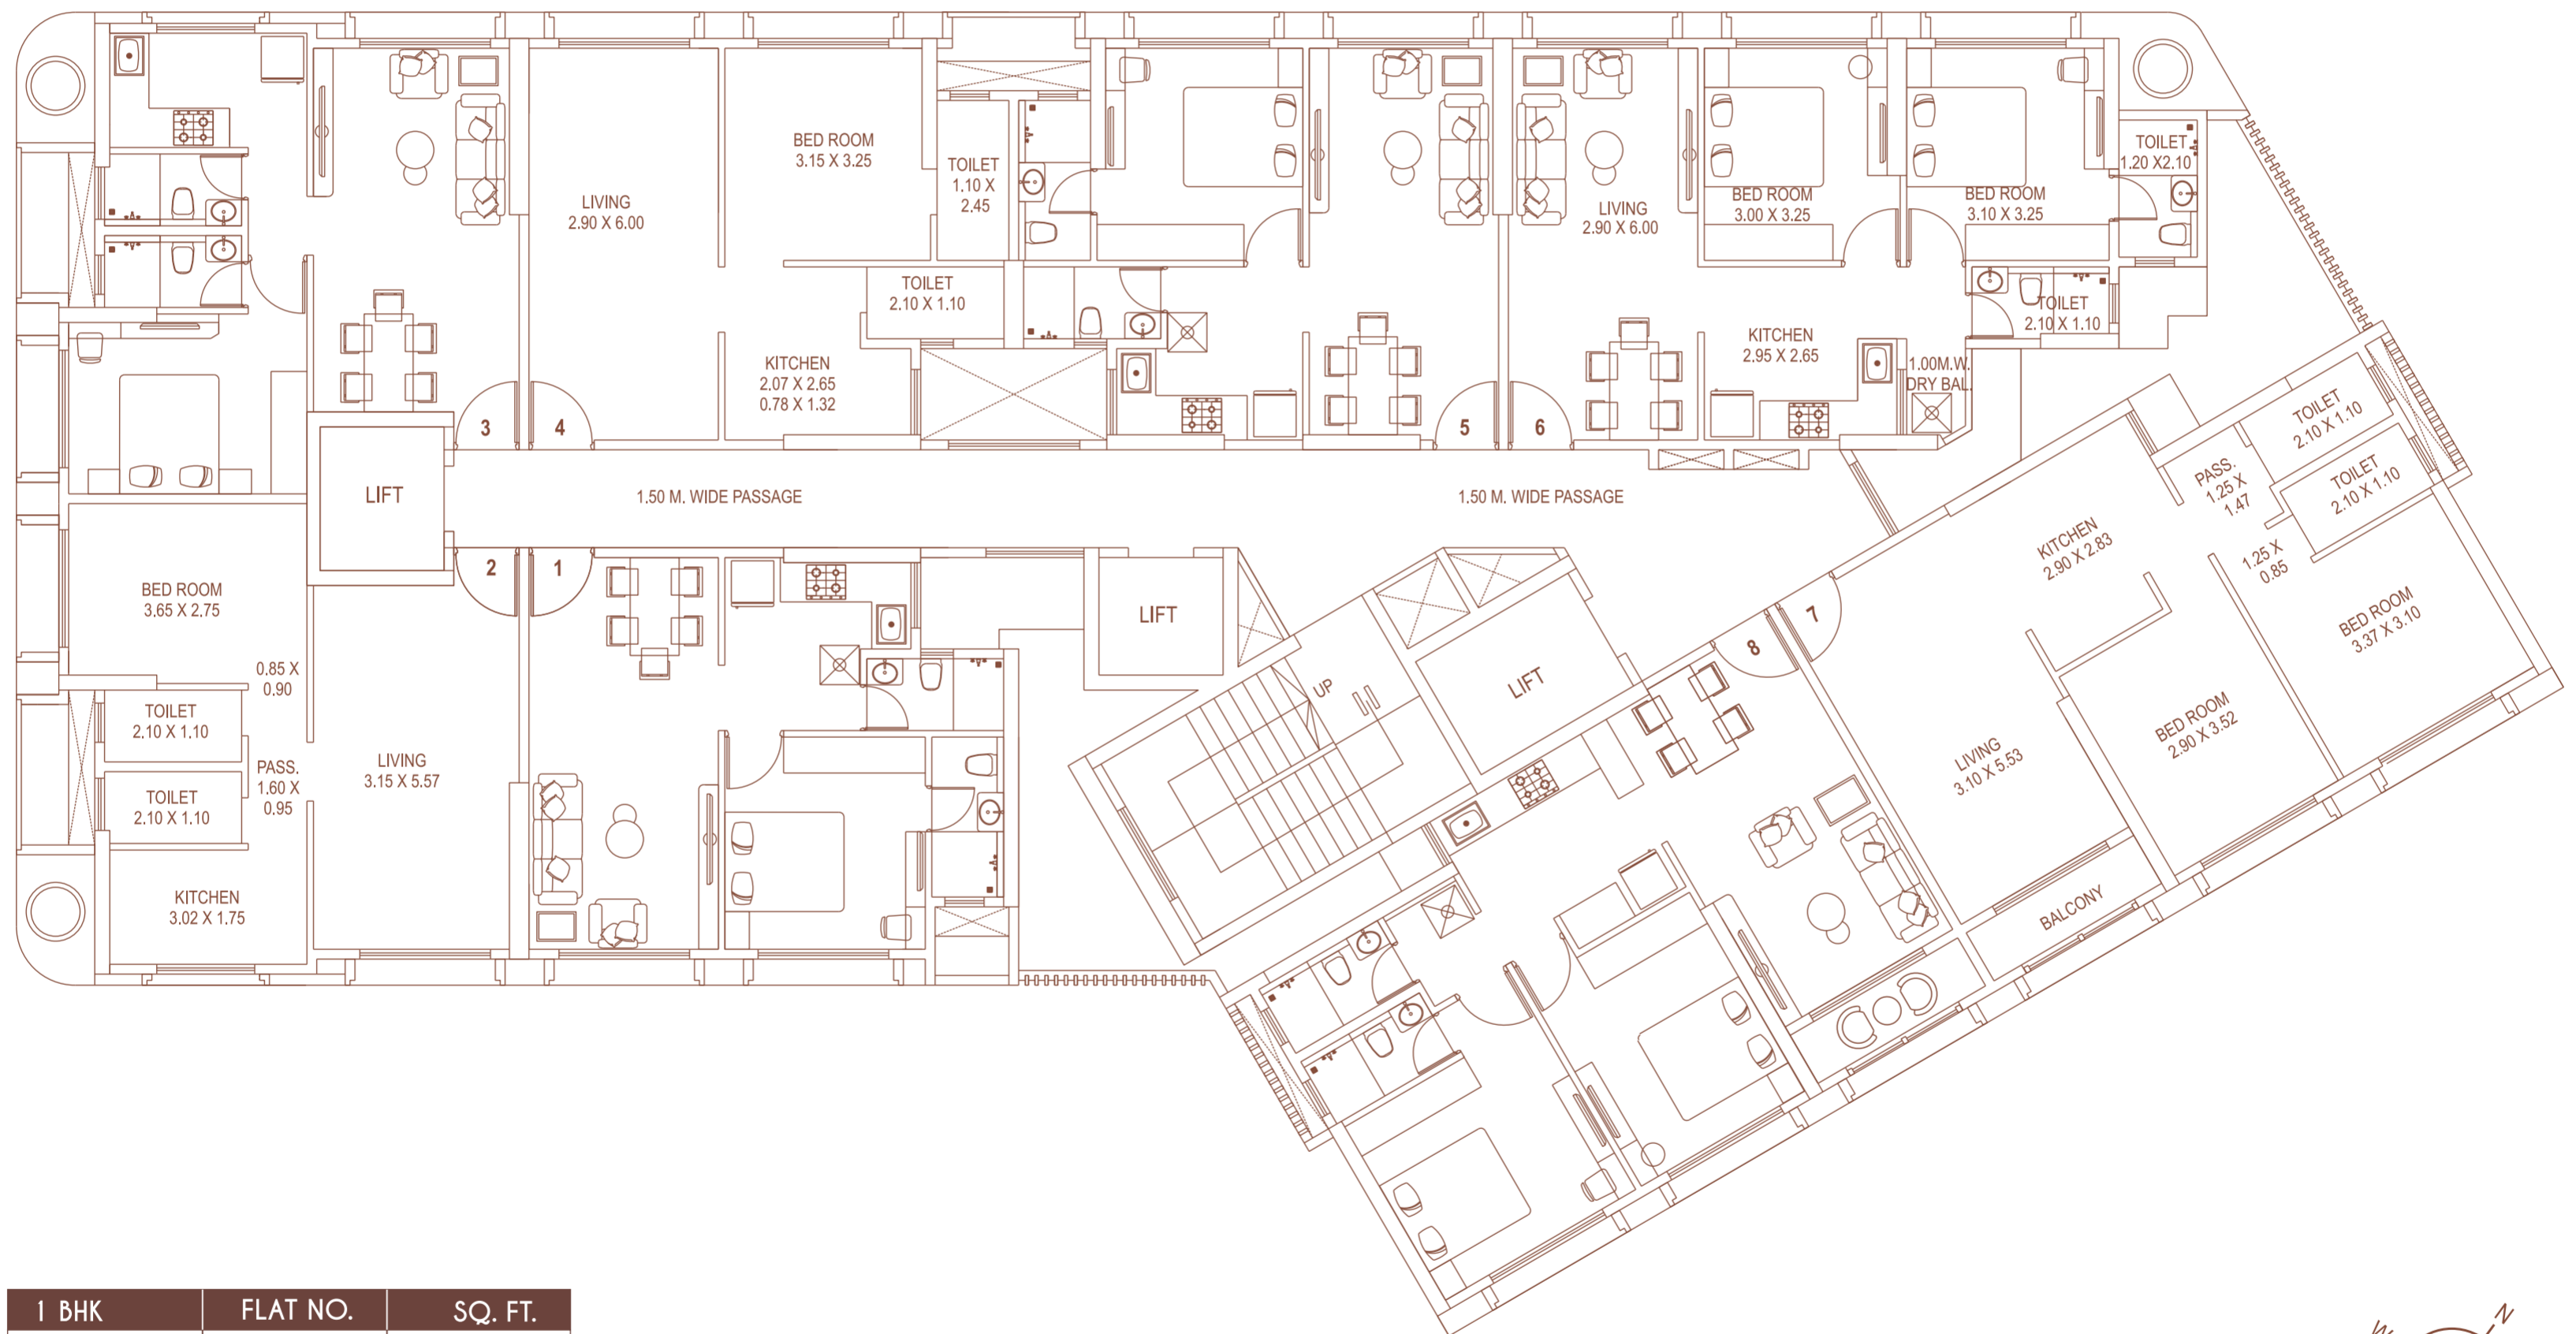 BED ROOM
3.15 X 3.25
LIVING
2.90 X 6.00
TOILET
1.10 X
2.45
TOILET
2.10 X 1.10
KITCHEN
2.07 X 2.65
0.78 X 1.32
LIVING
2.90 X 6.00
BED ROOM
3.00 X 3.25
BED ROOM
3.10 X 3.25
TOILET
1.20 X2.10
TOILET
2.10 X 1.10
KITCHEN
2.95 X 2.65
1.00M.W.
DRY BAL.
3
4
5
6
LIFT
1.50 M. WIDE PASSAGE
1.50 M. WIDE PASSAGE
TOILET
2.10 X 1.10
TOILET
2.10 X 1.10
PASS.
1.25 X
1.47
1.25 X
0.85
KITCHEN
2.90 X 2.83
BED ROOM
3.37 X 3.10
2
1
BED ROOM
3.65 X 2.75
0.85 X
0.90
TOILET
2.10 X 1.10
TOILET
2.10 X 1.10
PASS.
1.60 X
0.95
LIVING
3.15 X 5.57
KITCHEN
3.02 X 1.75
LIFT
UP
LIFT
8
7
BED ROOM
2.90 X 3.52
LIVING
3.10 X 5.53
BALCONY
1 BHK FLAT NO. SQ. FT.
W
N